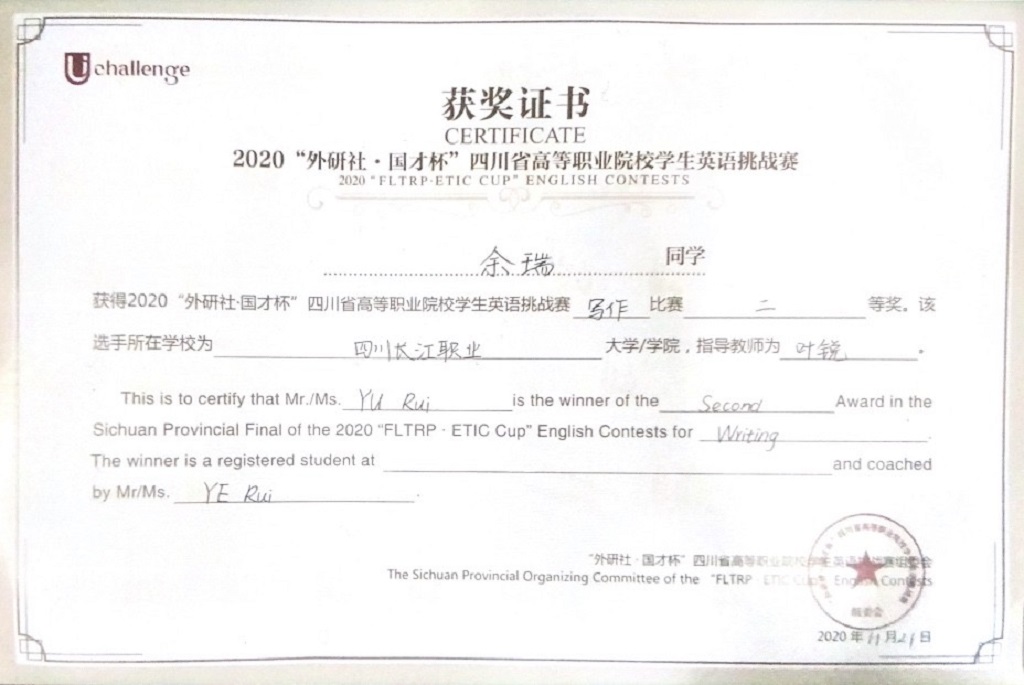 Uchallenge
获奖证书
CERTIFICATE
2020“外研社·国才杯”四川省高等职业院校学生英语挑战赛
2020 “FLTRP-ETIC CUP” ENGLISH CONTESTS
余瑞 同学
获得2020 “外研社·国才杯”四川省高等职业院校学生英语挑战赛 写作 比赛 二 等奖。该
选手所在学校为 四川长江职业 大学/学院，指导教师为 叶锐 。
This is to certify that Mr./Ms. YU Rui is the winner of the Second Award in the
Sichuan Provincial Final of the 2020 “FLTRP · ETIC Cup” English Contests for Writing .
The winner is a registered student at and coached
by Mr/Ms. YE Rui .
“外研社·国才杯”四川省高等职业院校学生英语挑战赛组委会
The Sichuan Provincial Organizing Committee of the “FLTRP · ETIC Cup” English Contests
组委会
2020 年 11 月 21 日